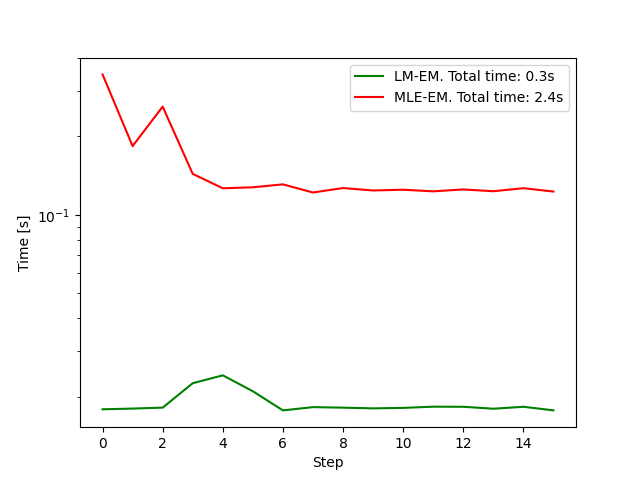 LM-EM. Total time: 0.3s
MLE-EM. Total time: 2.4s
Time [s]
10⁻¹
0 2 4 6 8 10 12 14
Step